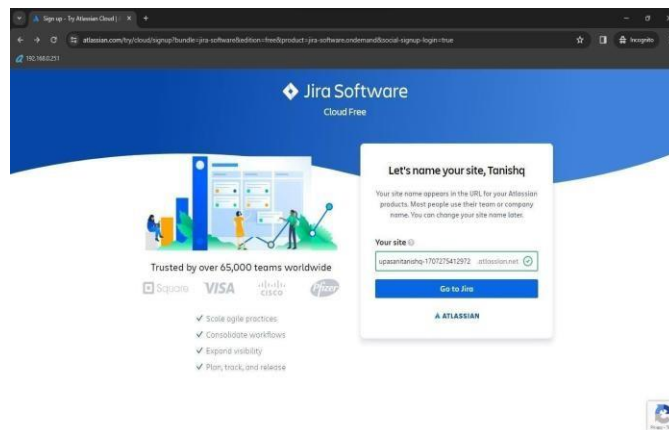 Sign up - Try Atlassian Cloud |
atlassian.com/try/cloud/signup?bundle=jira-software&edition=free&product=jira-software.ondemand&social-signup-login=true
Incognito
192.168.0.251
Jira Software
Cloud Free
Let's name your site, Tanishq
Your site name appears in the URL for your Atlassian
products. Most people use their team or company
name. You can change your site name later.
Your site
upasanitanishq-1707275412972 .atlassian.net
Go to Jira
ATLASSIAN
Trusted by over 65,000 teams worldwide
Square VISA CISCO Pfizer
Scale agile practices
Consolidate workflows
Expand visibility
Plan, track, and release